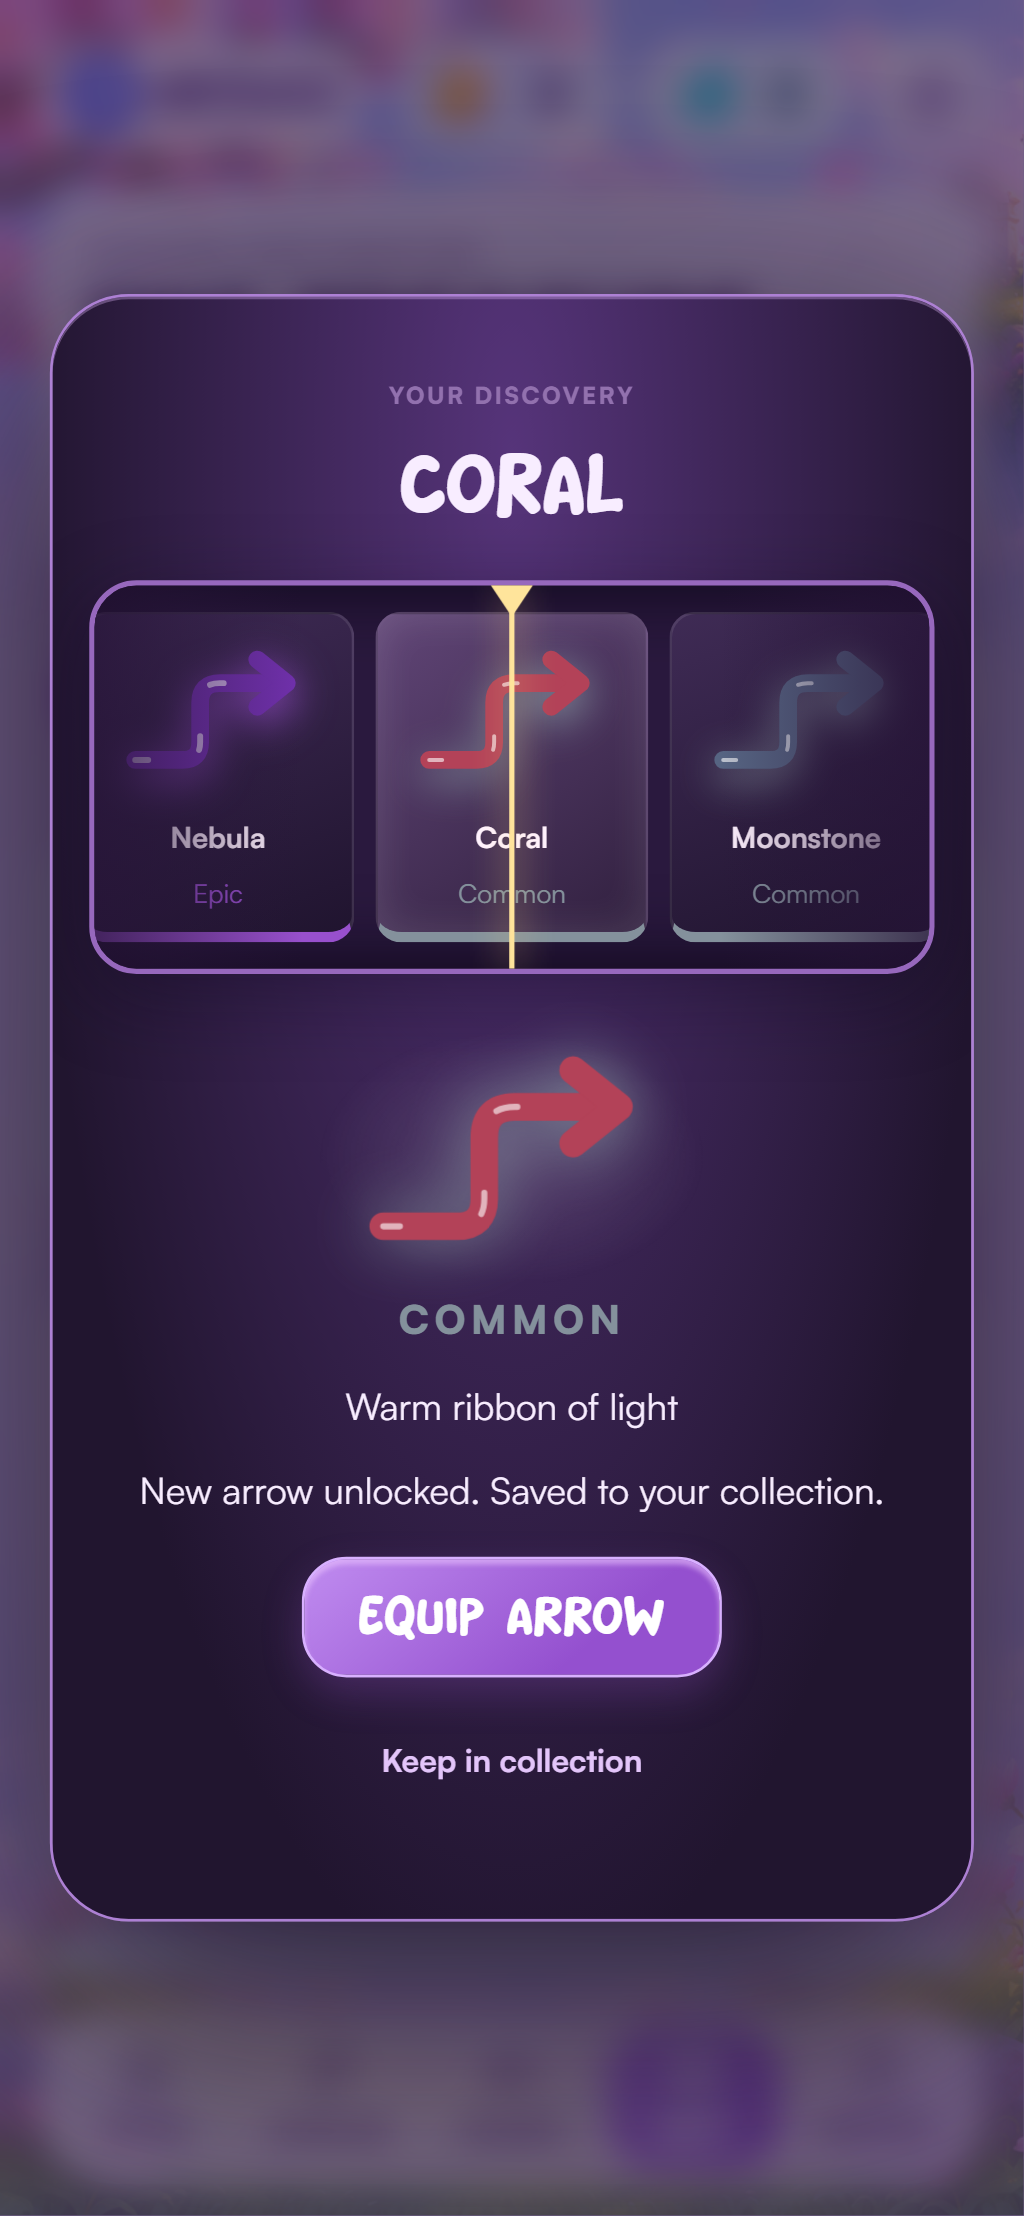 YOUR DISCOVERY
CORAL
Nebula
Epic
Coral
Common
Moonstone
Common
COMMON
Warm ribbon of light
New arrow unlocked. Saved to your collection.
EQUIP ARROW
Keep in collection